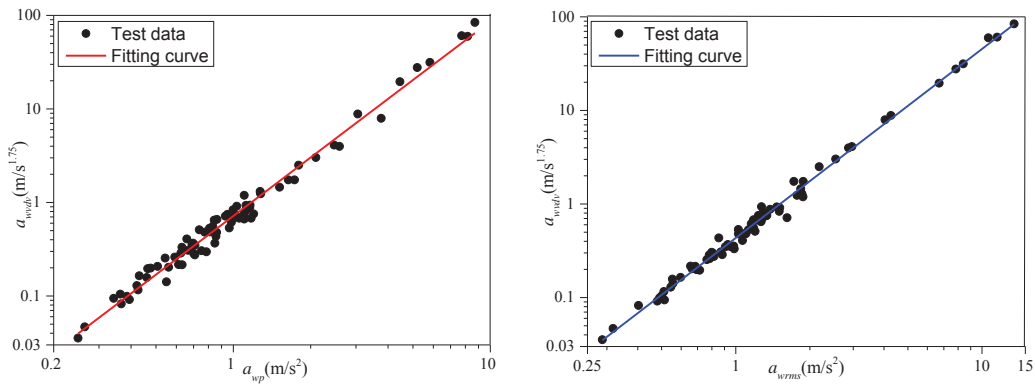 100
10
1
0.1
0.03
a_wvdv(m/s^1.75)
Test data
Fitting curve
0.2
1
10
a_wp(m/s²)
100
10
1
0.1
0.03
a_wvdv(m/s^1.75)
Test data
Fitting curve
0.25
1
10
15
a_wrms(m/s²)